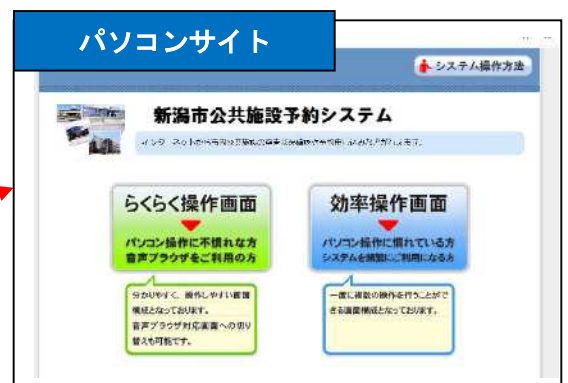 パソコンサイト
システム操作方法
新潟市公共施設予約システム
らくらく操作画面
パソコン操作に不慣れな方
音声ブラウザをご利用の方
分かりやすく、操作しやすい画面
構成となっております。
音声ブラウザ対応画面への切り
替えも可能です。
効率操作画面
パソコン操作に慣れている方
システムを頻繁にご利用になる方
一度に複数の操作を行うことがで
きる画面構成となっております。